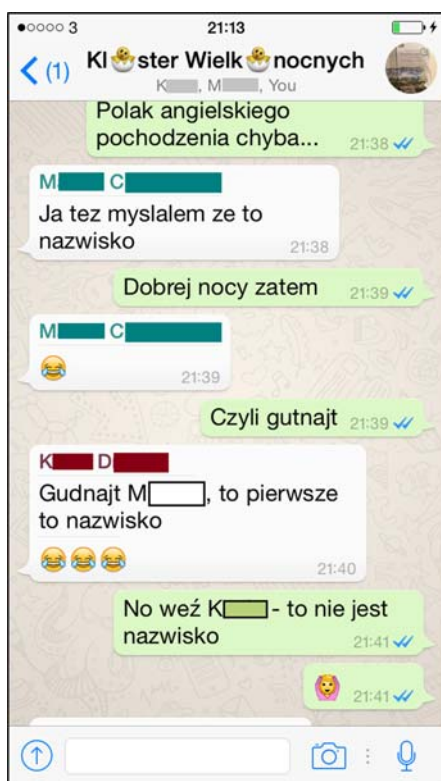 3 21:13
(1) Kl🐣ster Wielk🐣nocnych
K, M, You
Polak angielskiego
pochodzenia chyba... 21:38
M C
Ja tez myslalem ze to
nazwisko 21:38
Dobrej nocy zatem 21:39
M C
😂 21:39
Czyli gutnajt 21:39
K D
Gudnajt M, to pierwsze
to nazwisko
😂😂😂 21:40
No weź K - to nie jest
nazwisko 21:41
🙆 21:41